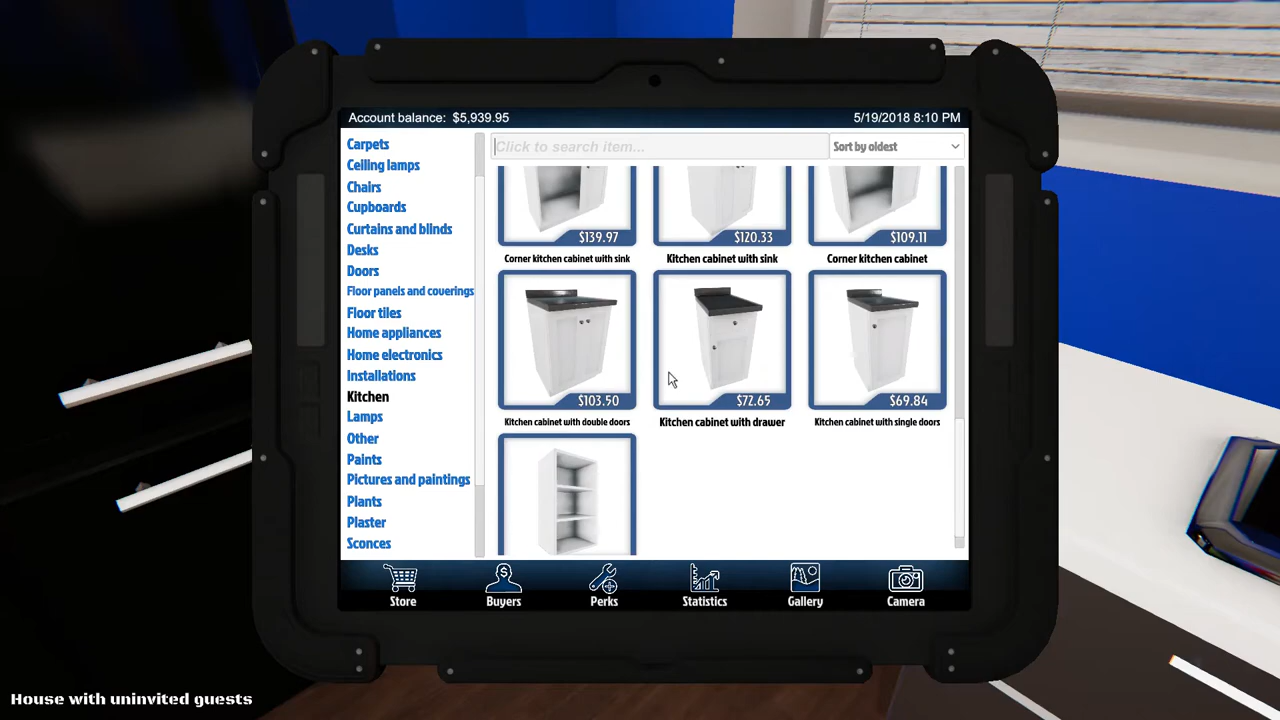 Account balance: $5,939.95
5/19/2018 8:10 PM
Carpets
Ceiling lamps
Chairs
Cupboards
Curtains and blinds
Desks
Doors
Floor panels and coverings
Floor tiles
Home appliances
Home electronics
Installations
Kitchen
Lamps
Other
Paints
Pictures and paintings
Plants
Plaster
Sconces
Click to search item...
Sort by oldest
$139.97
$120.33
$109.11
Corner kitchen cabinet with sink
Kitchen cabinet with sink
Corner kitchen cabinet
$103.50
$72.65
$69.84
Kitchen cabinet with double doors
Kitchen cabinet with drawer
Kitchen cabinet with single doors
Store
Buyers
Perks
Statistics
Gallery
Camera
House with uninvited guests